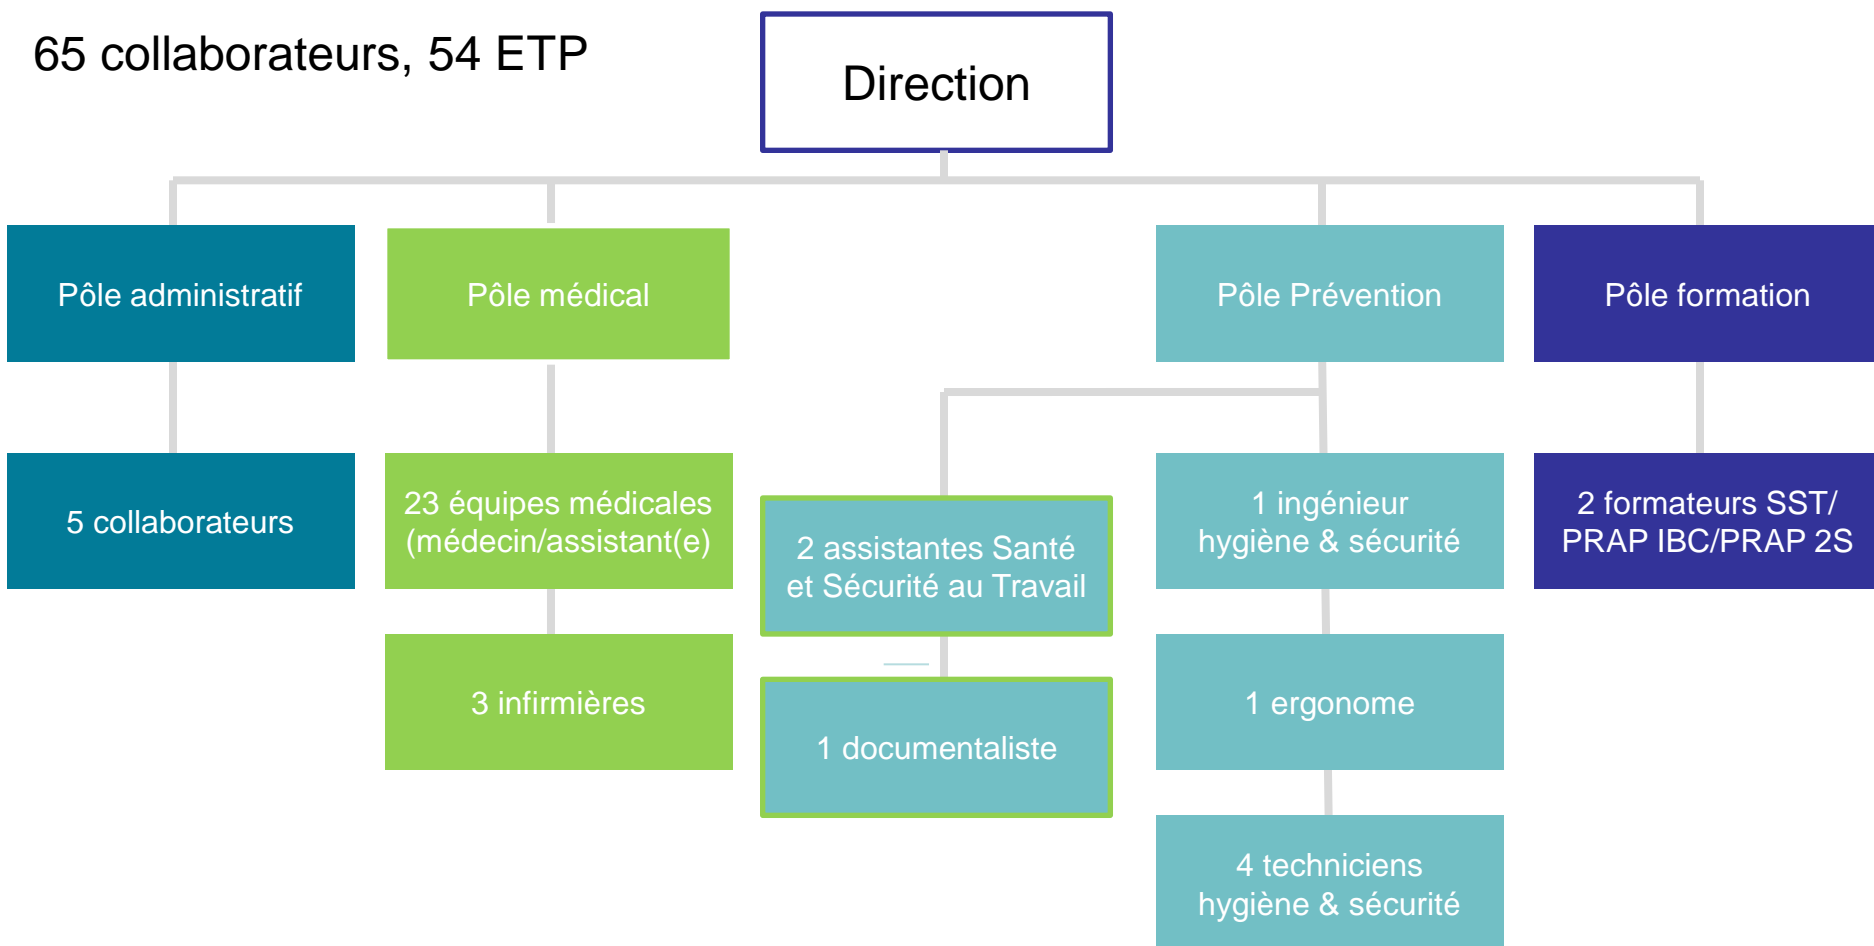 65 collaborateurs, 54 ETP
Direction
Pôle administratif
Pôle médical
Pôle Prévention
Pôle formation
5 collaborateurs
23 équipes médicales
(médecin/assistant(e)
2 assistantes Santé
et Sécurité au Travail
1 ingénieur
hygiène & sécurité
2 formateurs SST/
PRAP IBC/PRAP 2S
3 infirmières
1 documentaliste
1 ergonome
4 techniciens
hygiène & sécurité